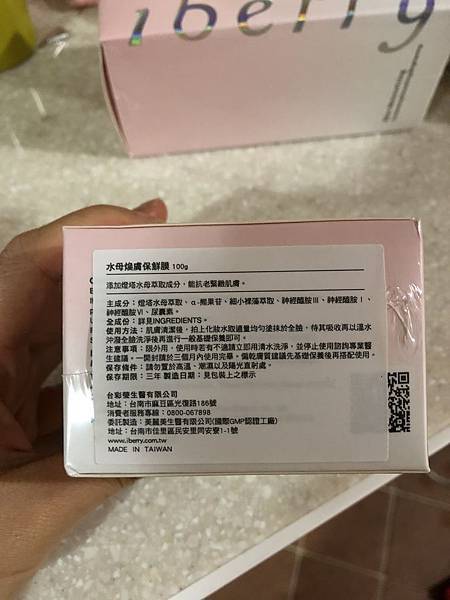 iberry
水母煥膚保鮮膜 100g
添加燈塔水母萃取成分，能抗老緊緻肌膚。
主成分：燈塔水母萃取、α-熊果苷、細小裸藻萃取、神經醯胺III、神經醯胺I、
神經醯胺VI、尿囊素。
全成份：詳見INGREDIENTS。
使用方法：肌膚清潔後，拍上化妝水取適量均勻塗抹於全臉，待其吸收再以溫水
沖濕全臉洗淨後再進行一般基礎保養即可。
注意事項：限外用，使用時若有不適請立即用清水洗淨，並停止使用諮詢專業醫
生建議。一開封請於三個月內使用完畢。偏乾膚質建議先基礎保養後再搭配使用。
保存條件：請勿置於高溫、潮濕以及陽光直射處。
保存期限：三年 製造日期：見包裝上之標示
台彩瑩生醫有限公司
地址：台南市麻豆區光復路186號
消費者服務專線：0800-067898
委託製造：美麗美生醫有限公司(國際GMP認證工廠)
地址：台南市佳里區民安里同安寮1-1號
www.iberry.com.tw
MADE IN TAIWAN